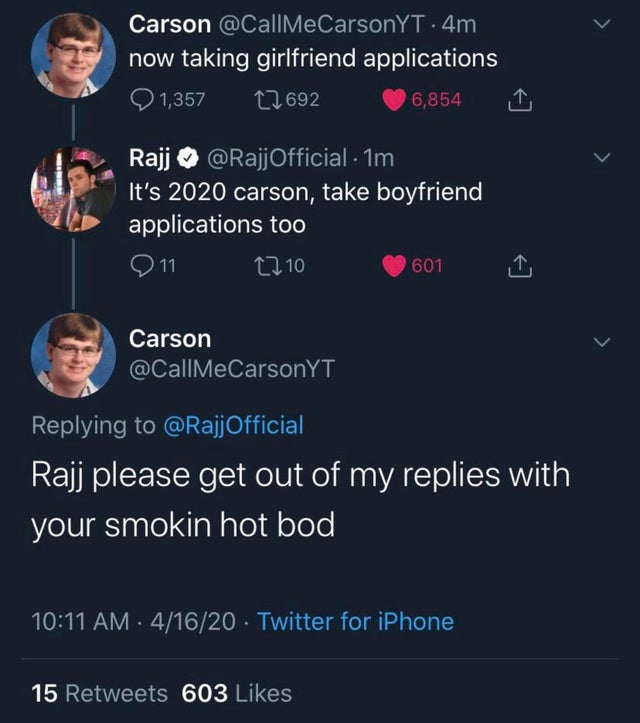 Carson @CallMeCarsonYT · 4m
now taking girlfriend applications
1,357 692 6,854
Rajj @RajjOfficial · 1m
It's 2020 carson, take boyfriend
applications too
11 10 601
Carson
@CallMeCarsonYT
Replying to @RajjOfficial
Rajj please get out of my replies with
your smokin hot bod
10:11 AM · 4/16/20 · Twitter for iPhone
15 Retweets 603 Likes